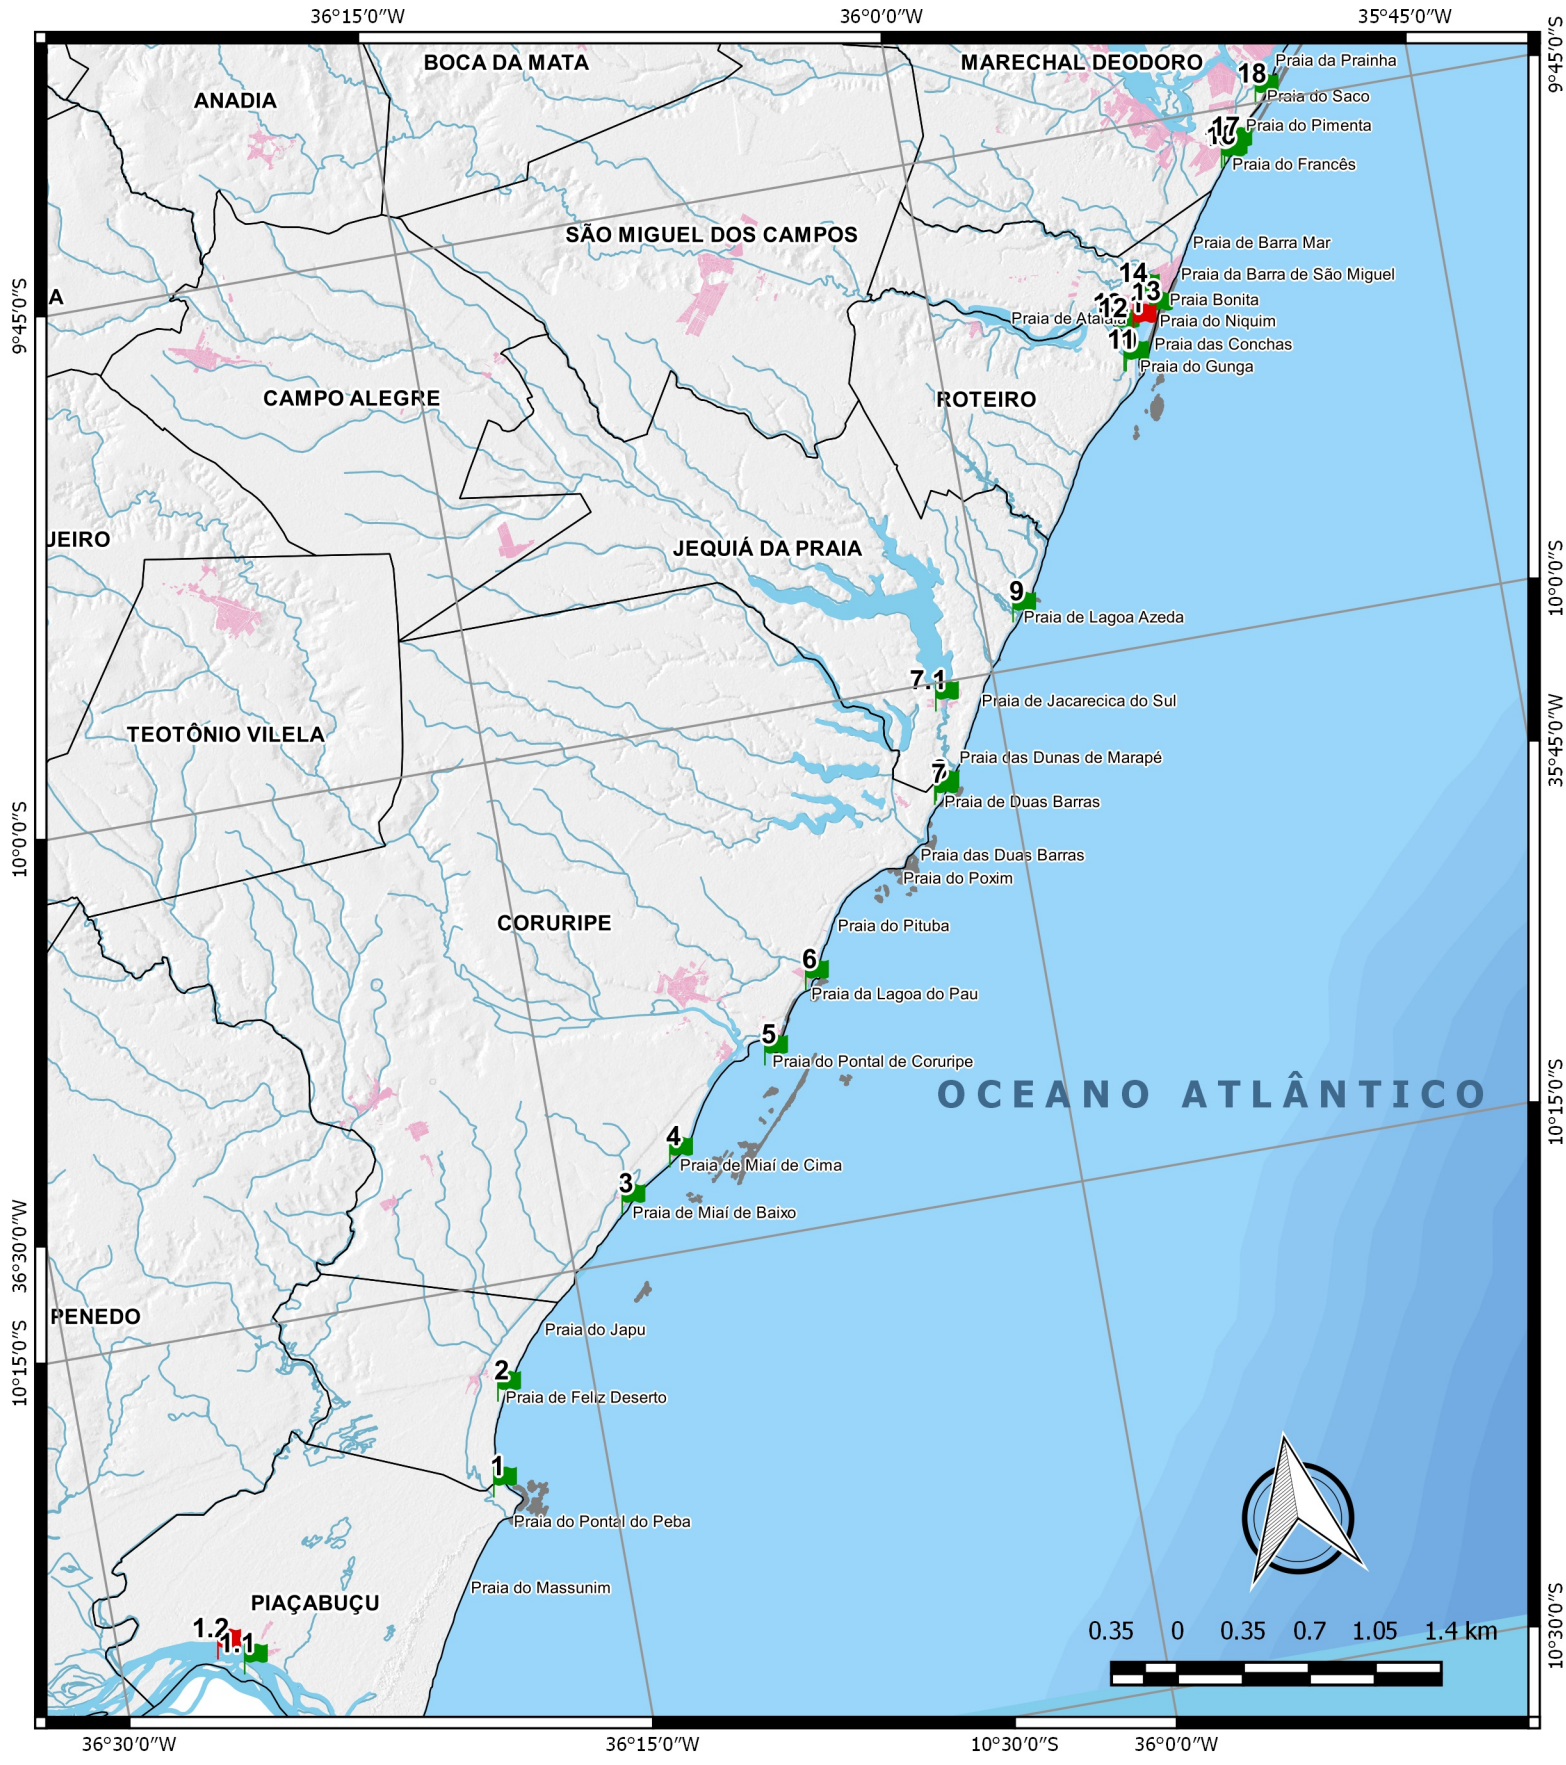 36°15′0″W
36°0′0″W
35°45′0″W
9°45′0″S
BOCA DA MATA
MARECHAL DEODORO
Praia da Prainha
18
Praia do Saco
ANADIA
17
Praia do Pimenta
Praia do Francês
SÃO MIGUEL DOS CAMPOS
Praia de Barra Mar
14
Praia da Barra de São Miguel
13
Praia Bonita
A
12
Praia do Niquim
9°45′0″S
11
Praia das Conchas
Praia do Gunga
CAMPO ALEGRE
ROTEIRO
JEIRO
JEQUIÁ DA PRAIA
10°0′0″S
9
Praia de Lagoa Azeda
7.1
Praia de Jacarecica do Sul
TEOTÔNIO VILELA
35°45′0″W
Praia das Dunas de Marapé
7
Praia de Duas Barras
10°0′0″S
Praia das Duas Barras
Praia do Poxim
CORURIPE
Praia do Pituba
6
Praia da Lagoa do Pau
5
Praia do Pontal de Coruripe
OCEANO ATLÂNTICO
10°15′0″S
4
Praia de Miaí de Cima
3
Praia de Miaí de Baixo
36°30′0″W
PENEDO
Praia do Japu
10°15′0″S
2
Praia de Feliz Deserto
1
Praia do Pontal do Peba
Praia do Massunim
PIAÇABUÇU
1.2
1.1
0.35 0 0.35 0.7 1.05 1.4 km
10°30′0″S
36°30′0″W
36°15′0″W
10°30′0″S
36°0′0″W